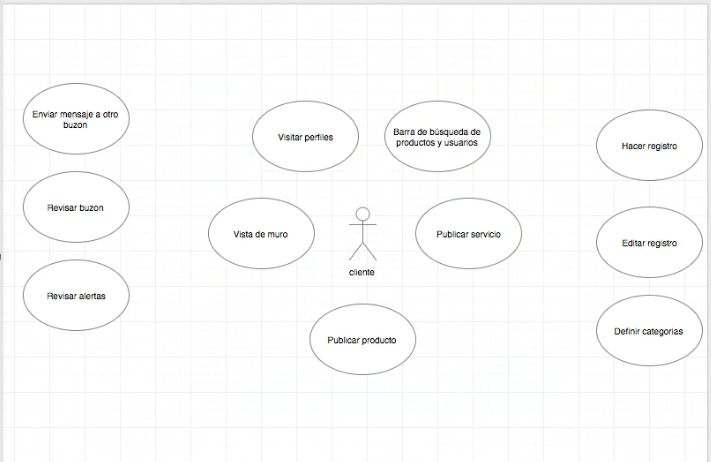 Enviar mensaje a otro
buzon
Visitar perfiles
Barra de búsqueda de
productos y usuarios
Hacer registro
Revisar buzon
Vista de muro
Publicar servicio
Editar registro
cliente
Revisar alertas
Publicar producto
Definir categorias